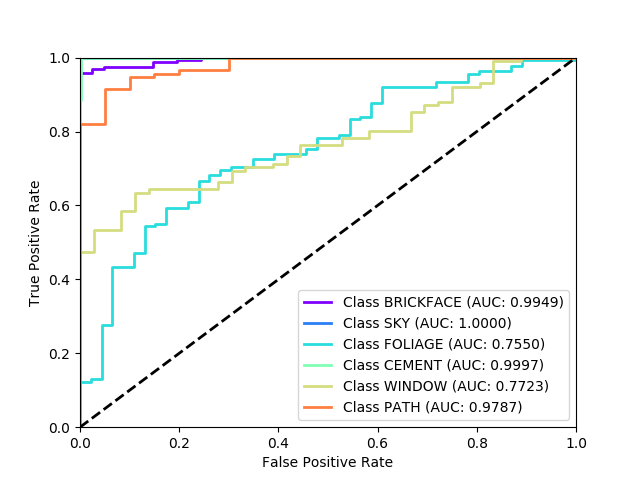 1.0
0.8
0.6
0.4
0.2
0.0
True Positive Rate
Class BRICKFACE (AUC: 0.9949)
Class SKY (AUC: 1.0000)
Class FOLIAGE (AUC: 0.7550)
Class CEMENT (AUC: 0.9997)
Class WINDOW (AUC: 0.7723)
Class PATH (AUC: 0.9787)
0.0 0.2 0.4 0.6 0.8 1.0
False Positive Rate